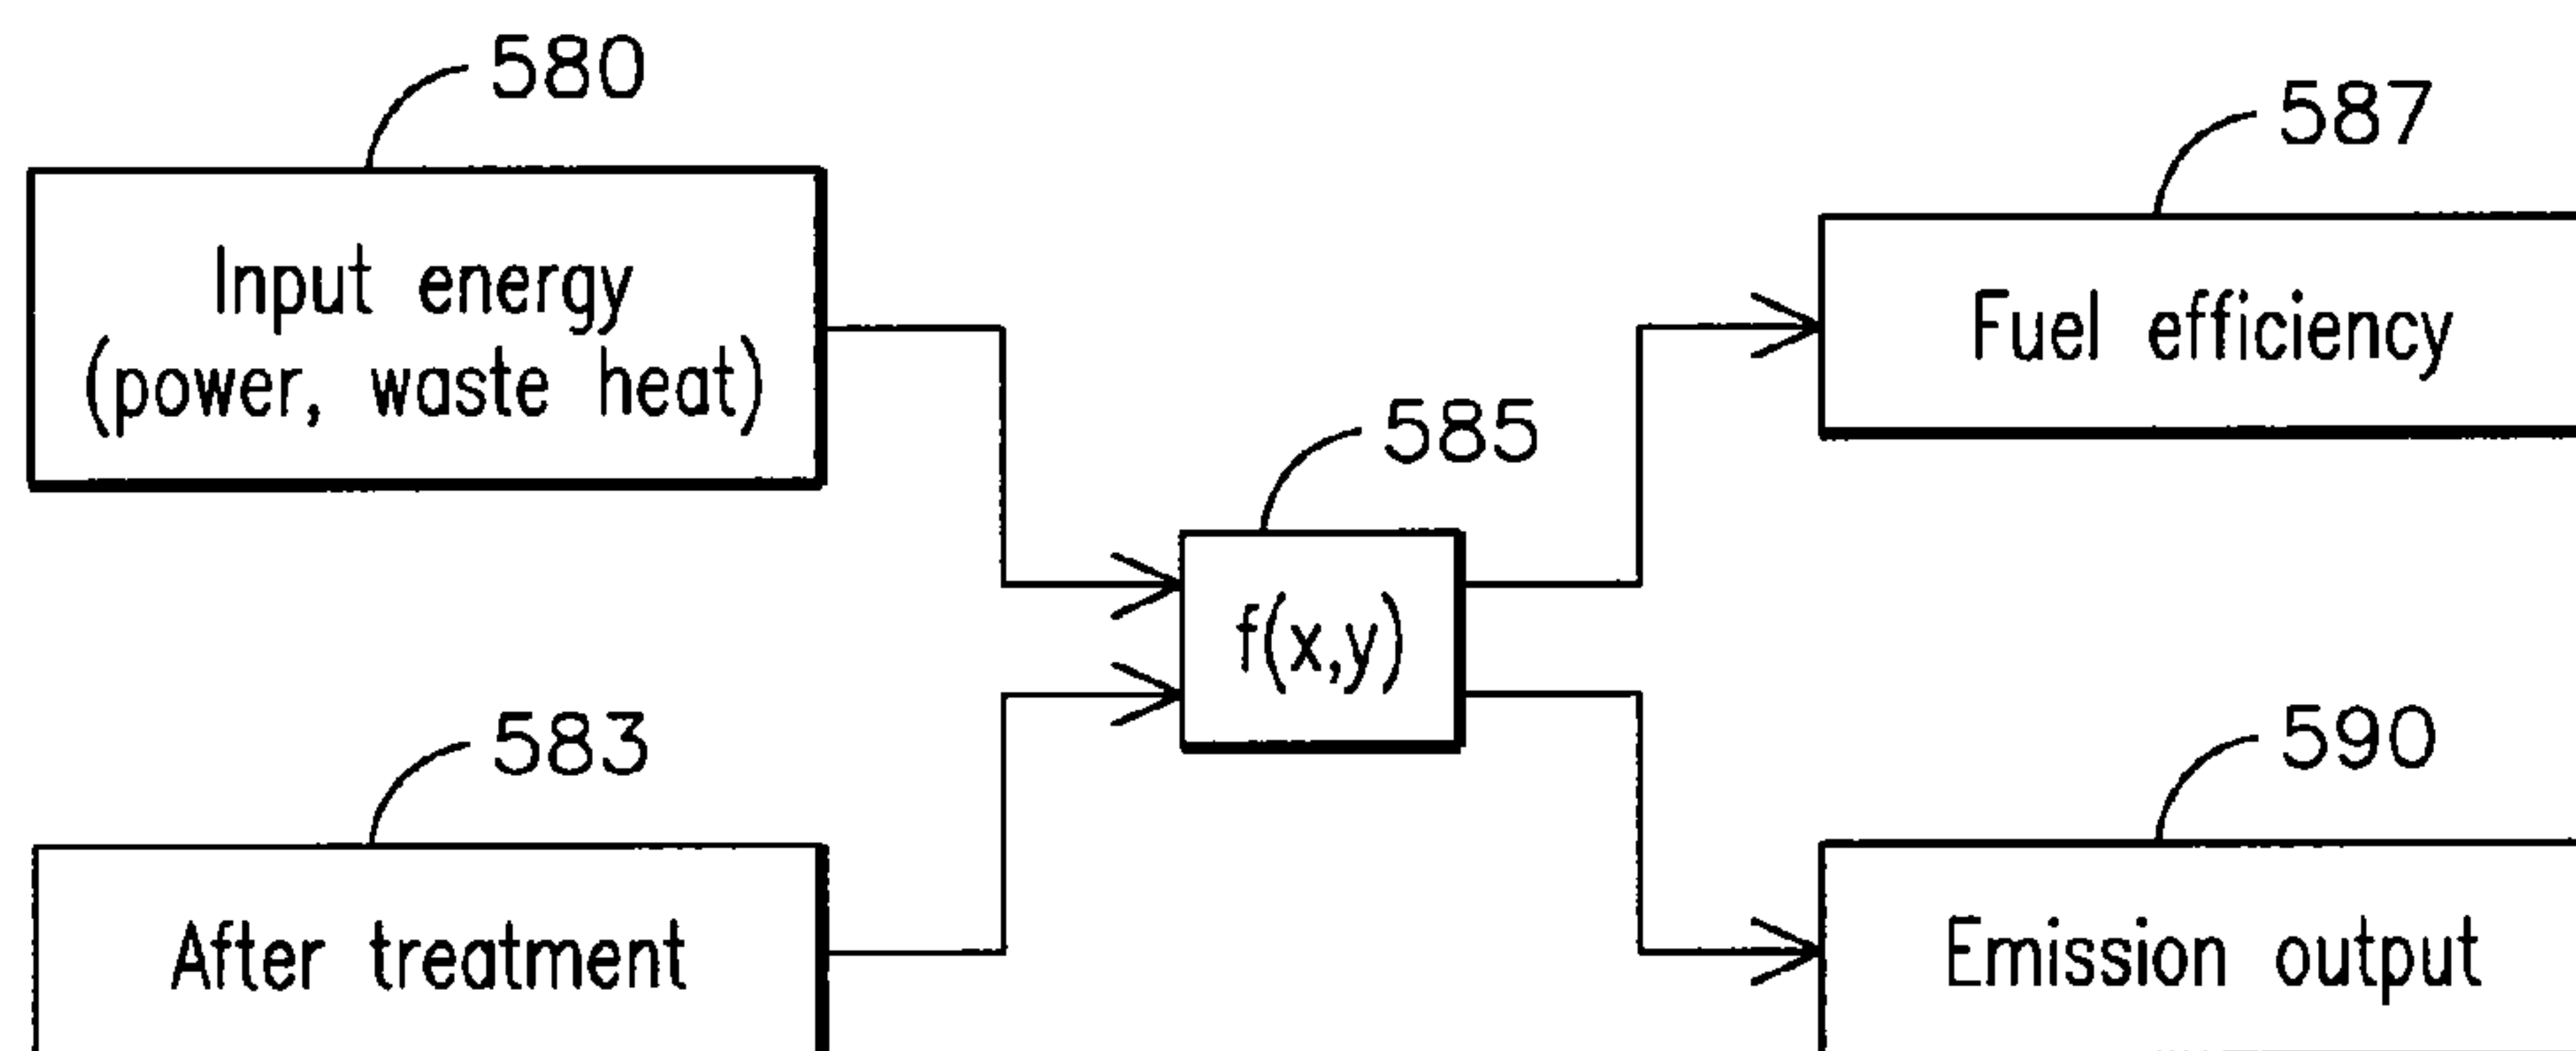 580
Input energy
(power, waste heat)
587
Fuel efficiency
585
f(x,y)
583
After treatment
590
Emission output